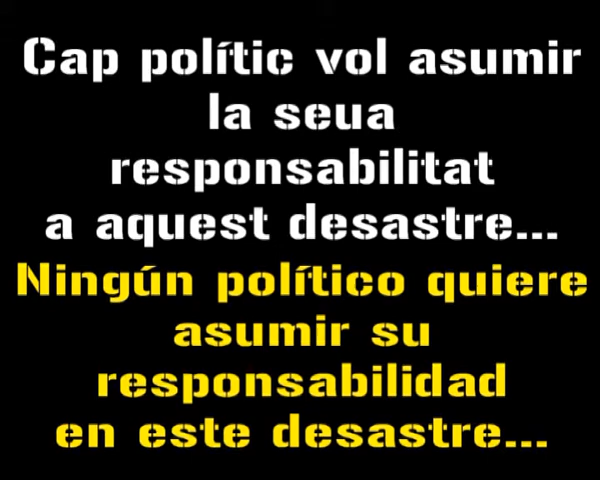 Cap polític vol asumir
la seua
responsabilitat
a aquest desastre...
Ningún político quiere
asumir su
responsabilidad
en este desastre...